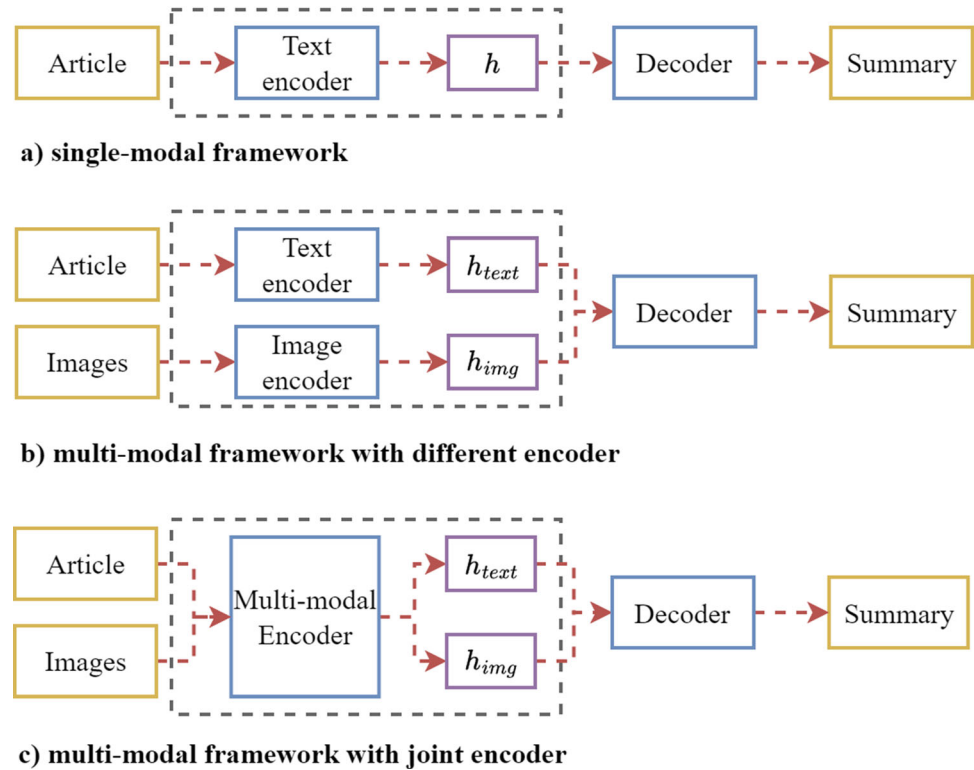 Article
Text
encoder
h
Decoder
Summary
a) single-modal framework
Article
Text
encoder
h_text
Images
Image
encoder
h_img
Decoder
Summary
b) multi-modal framework with different encoder
Article
Images
Multi-modal
Encoder
h_text
h_img
Decoder
Summary
c) multi-modal framework with joint encoder